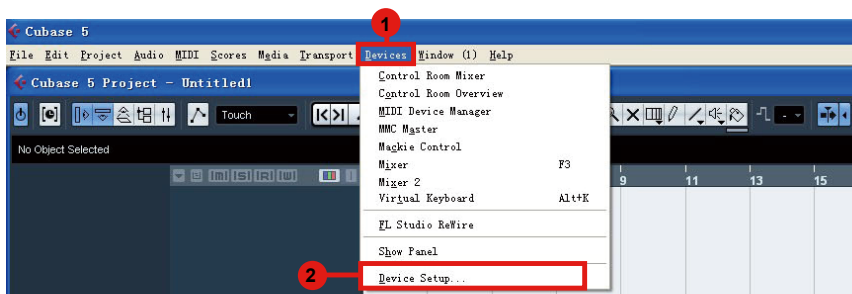 1
Cubase 5
File Edit Project Audio MIDI Scores Media Transport Devices Window (1) Help
Cubase 5 Project - Untitled1
Touch
No Object Selected
Control Room Mixer
Control Room Overview
MIDI Device Manager
MMC Master
Mackie Control
Mixer F3
Mixer 2
Virtual Keyboard Alt+K
FL Studio ReWire
Show Panel
2 Device Setup...
[m] [S] [R] [W]
9 11 13 15